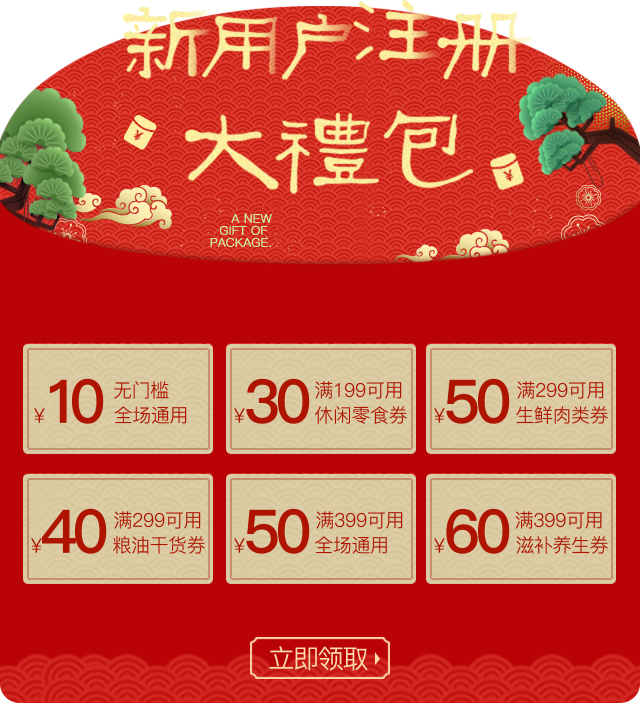 新用户注册
大禮包
A NEW
GIFT OF
PACKAGE.
¥10 无门槛
全场通用
¥30 满199可用
休闲零食券
¥50 满299可用
生鲜肉类券
¥40 满299可用
粮油干货券
¥50 满399可用
全场通用
¥60 满399可用
滋补养生券
立即领取